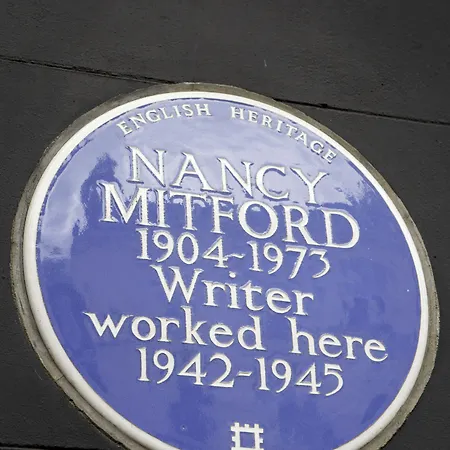 ENGLISH HERITAGE
NANCY
MITFORD
1904-1973
Writer
worked here
1942-1945